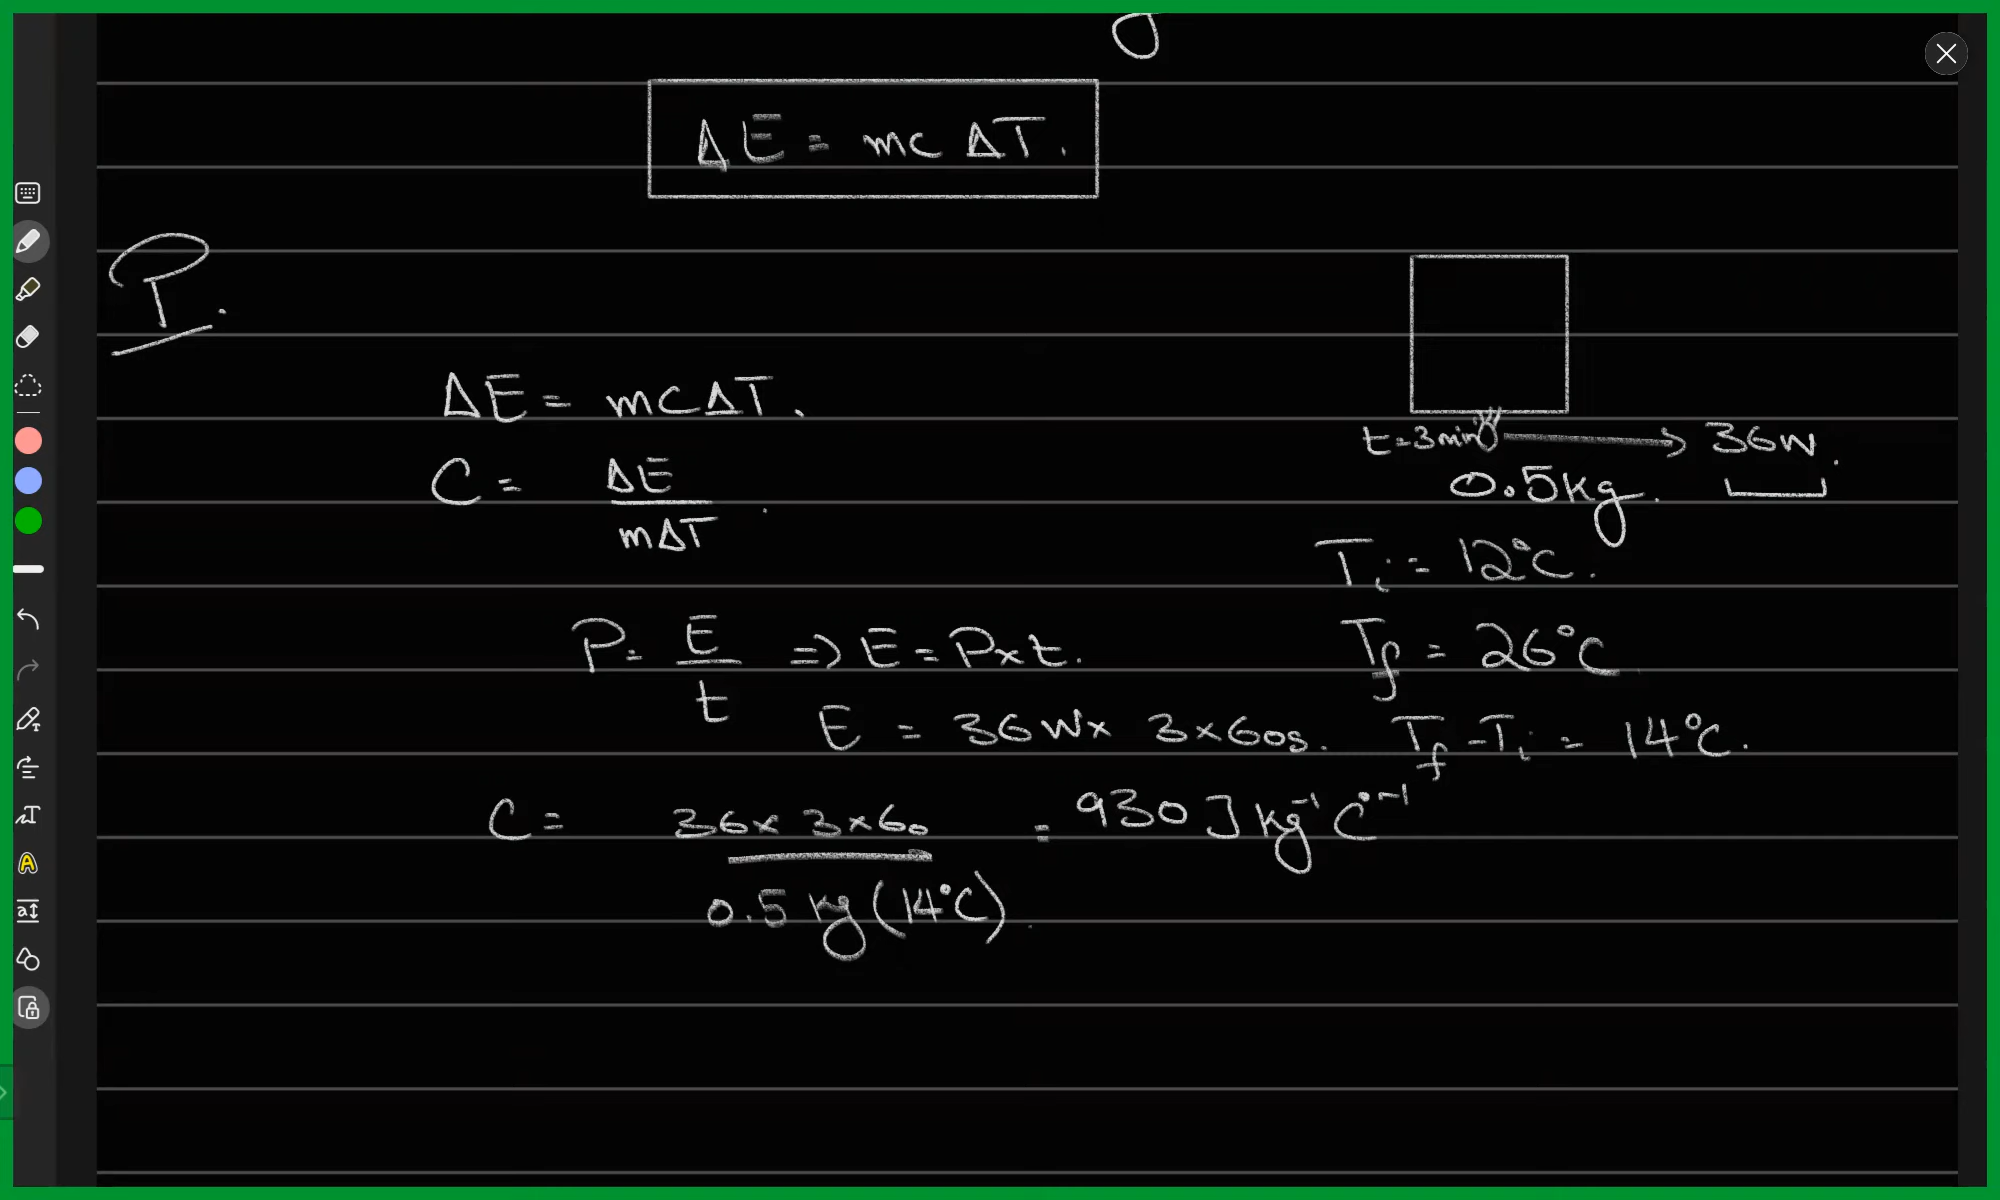 ΔE = mc ΔT.
P.
ΔE = mcΔT.
C = ΔE / mΔT.
t=3min → 36W.
0.5kg.
Ti = 12°C.
P = E / t ⇒ E = P×t.
Tf = 26°C
E = 36W× 3×60s.
Tf - Ti = 14°C.
C = 36× 3×60 / 0.5 kg (14°C). = 930 J kg⁻¹ C°⁻¹